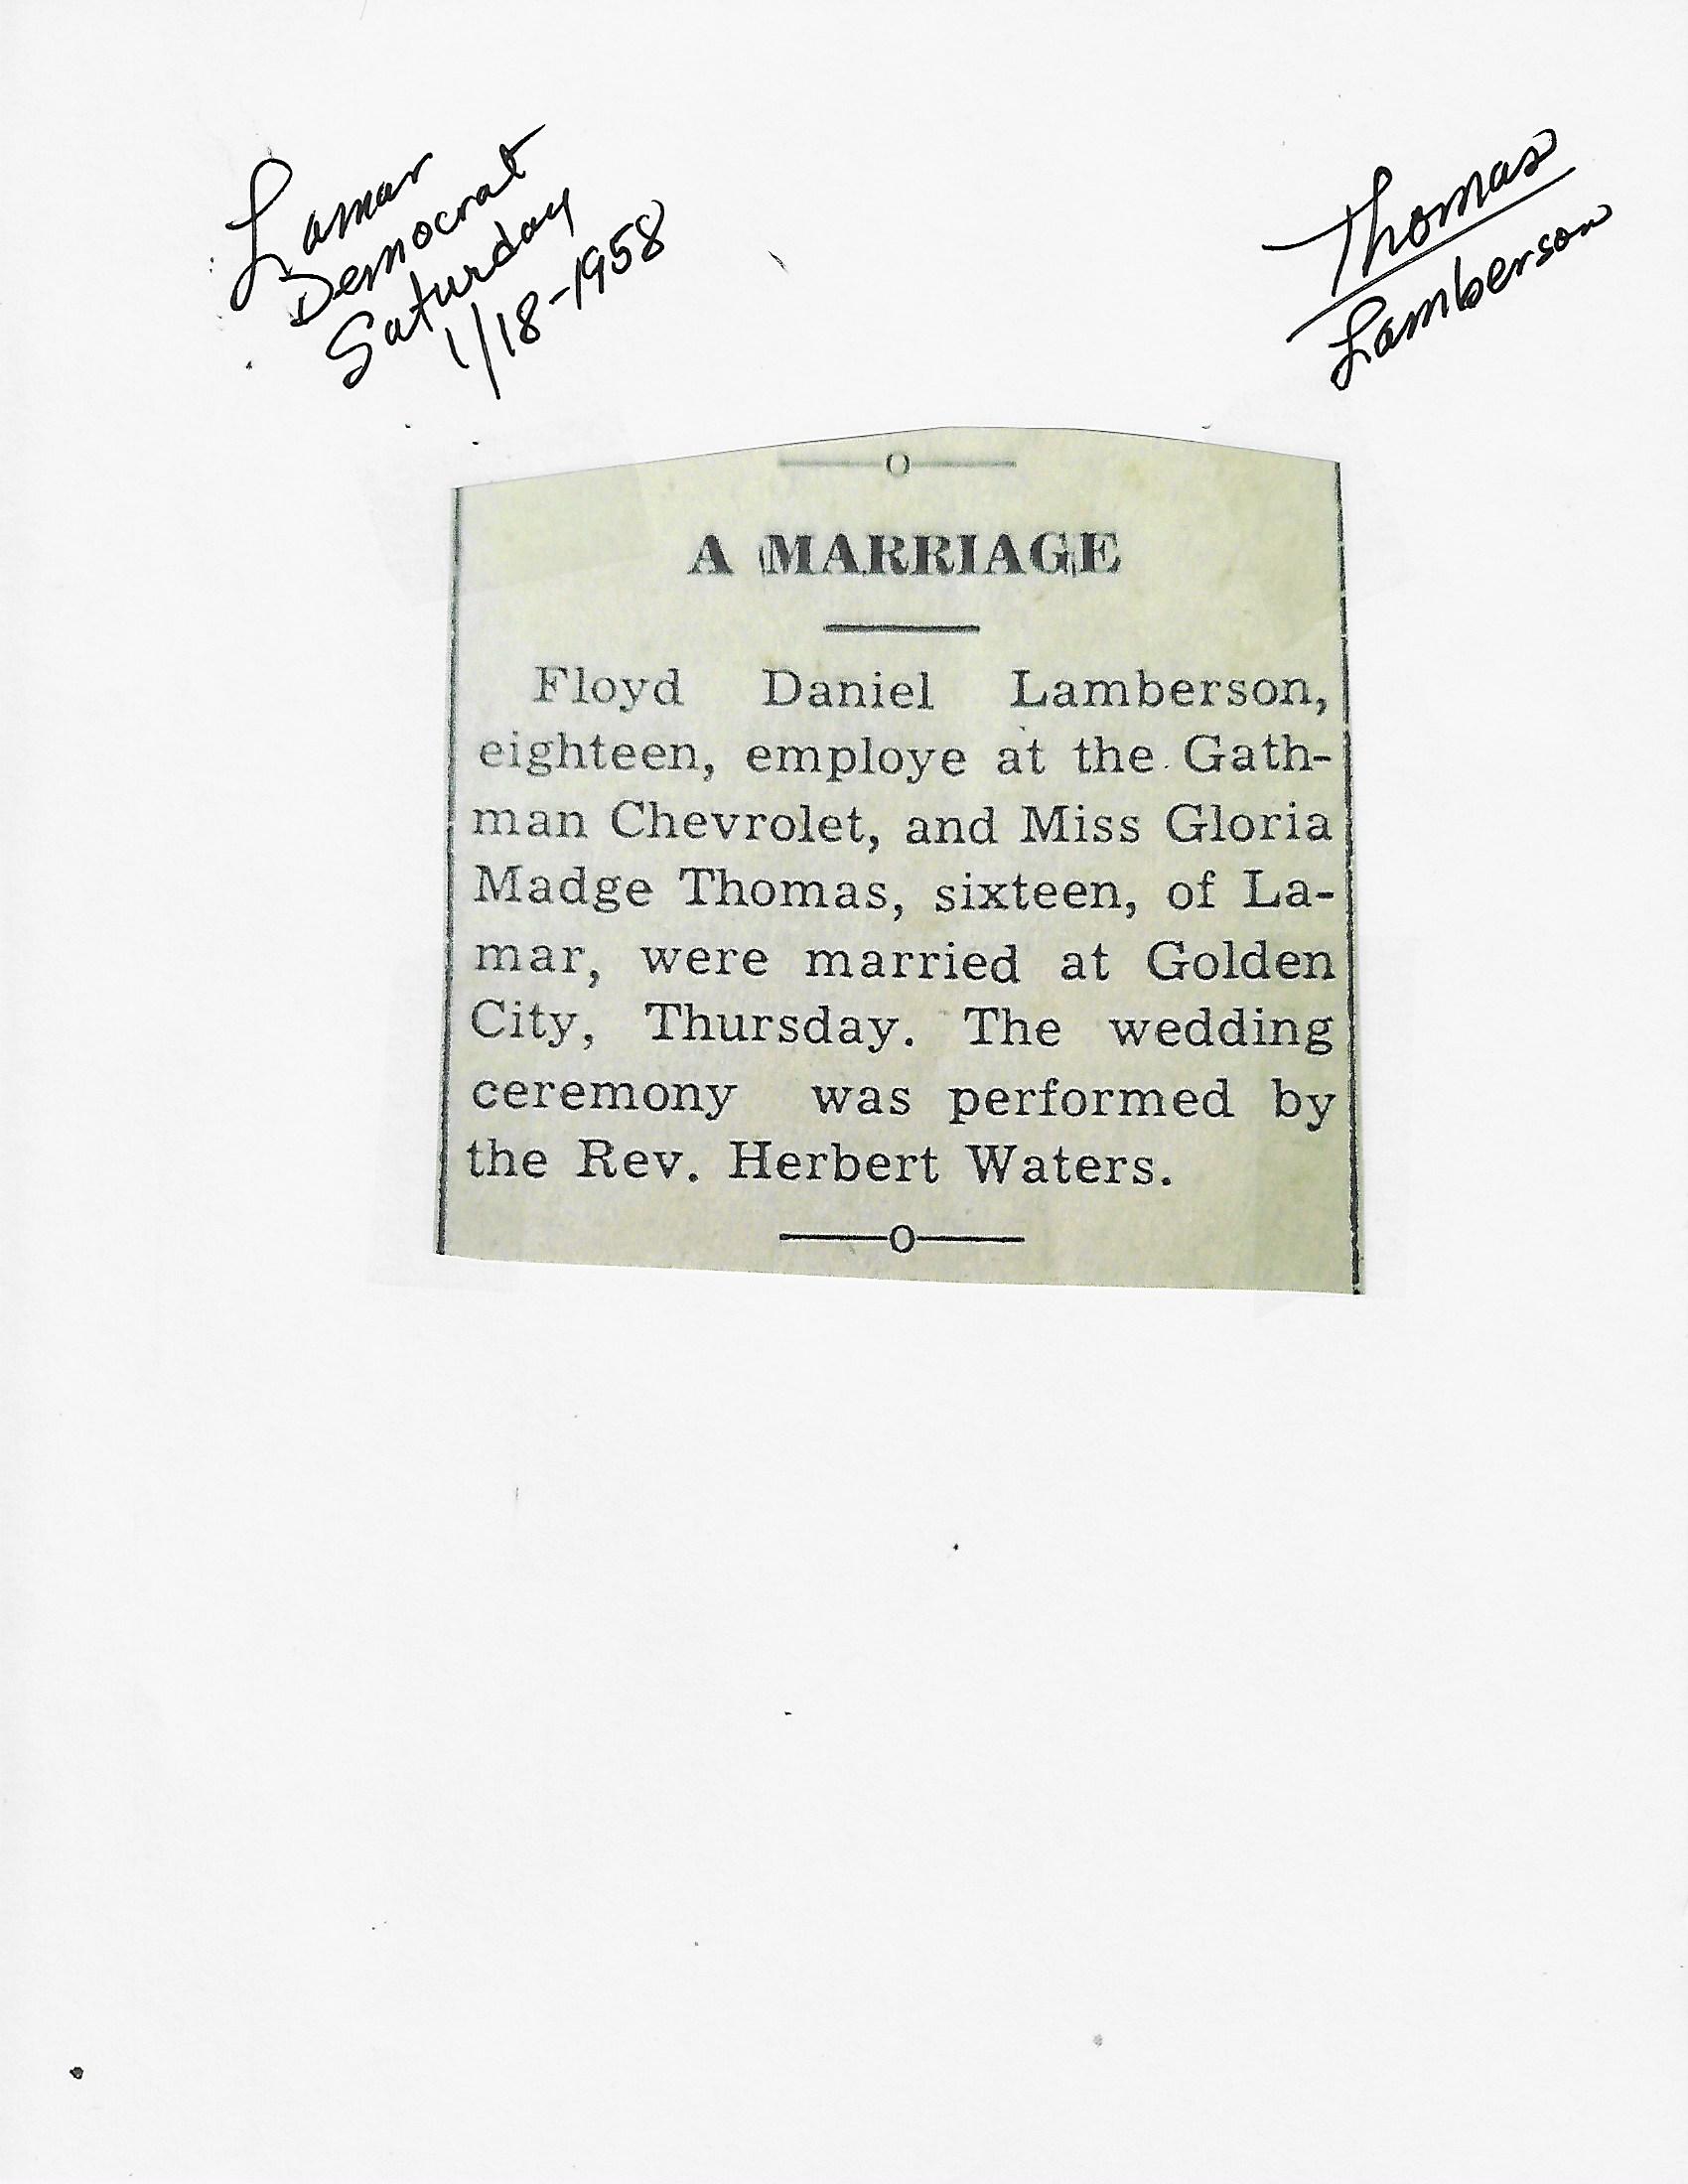 Lamar
Democrat
Saturday
1/18-1958
Thomas
Lamberson
A MARRIAGE
Floyd Daniel Lamberson,
eighteen, employe at the Gath-
man Chevrolet, and Miss Gloria
Madge Thomas, sixteen, of La-
mar, were married at Golden
City, Thursday. The wedding
ceremony was performed by
the Rev. Herbert Waters.